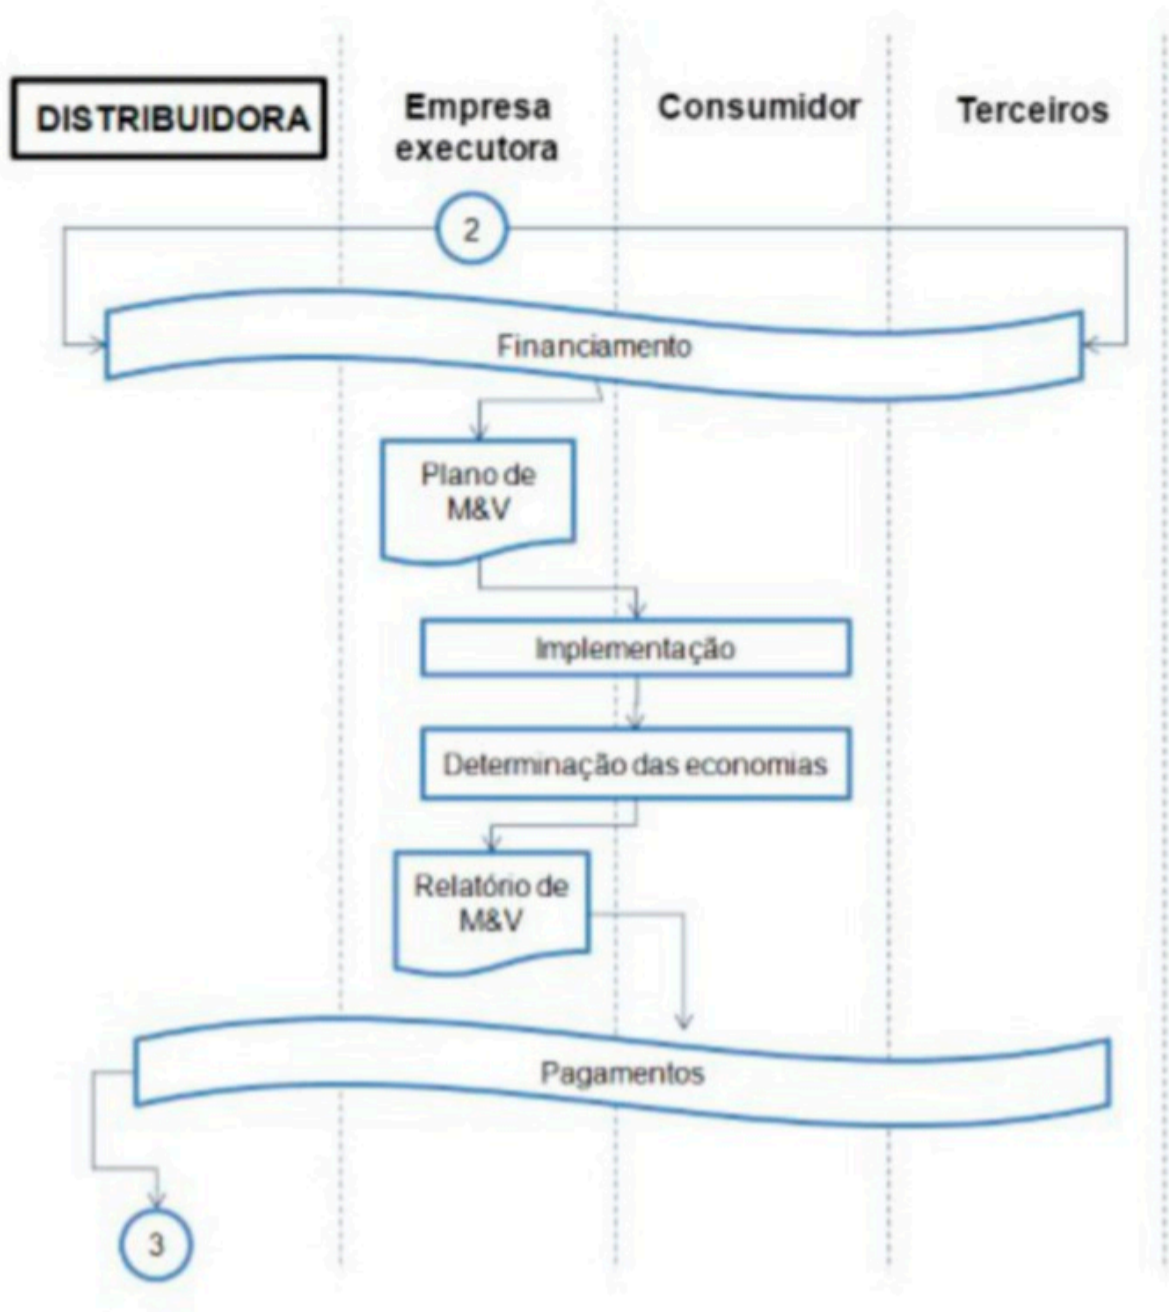 DISTRIBUIDORA
Empresa
executora
Consumidor
Terceiros
2
Financiamento
Plano de
M&V
Implementação
Determinação das economias
Relatório de
M&V
Pagamentos
3